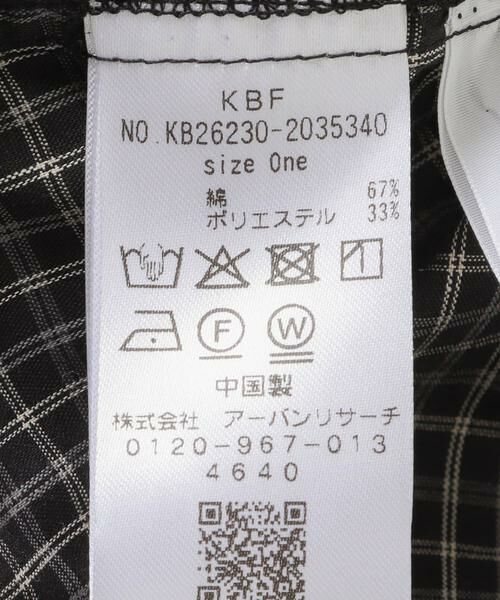 KBF
NO.KB26230-2035340
size One
綿 67%
ポリエステル 33%
F W
中国製
株式会社 アーバンリサーチ
0120-967-013
4640